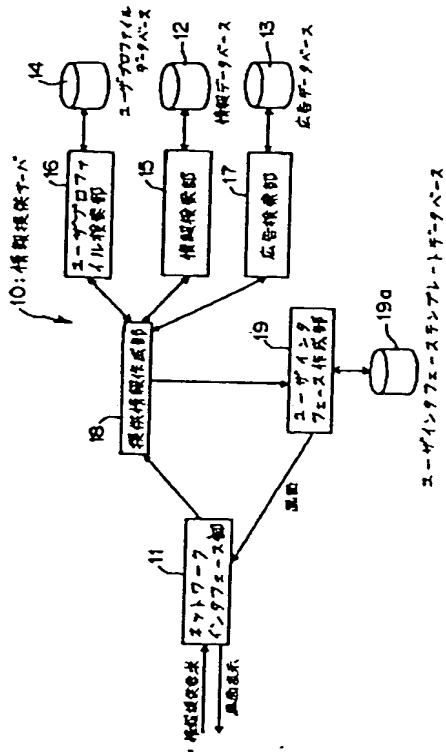 10:情報提供サーバ
14
ユーザプロファイル
データベース
16
ユーザプロファ
イル検索部
12
情報データベース
15
情報検索部
13
広告データベース
17
広告検索部
18
提供情報作成部
19
ユーザインタ
フェース作成部
19a
ユーザインタフェーステンプレートデータベース
画面
11
ネットワーク
インタフェース部
情報提供要求
画面表示